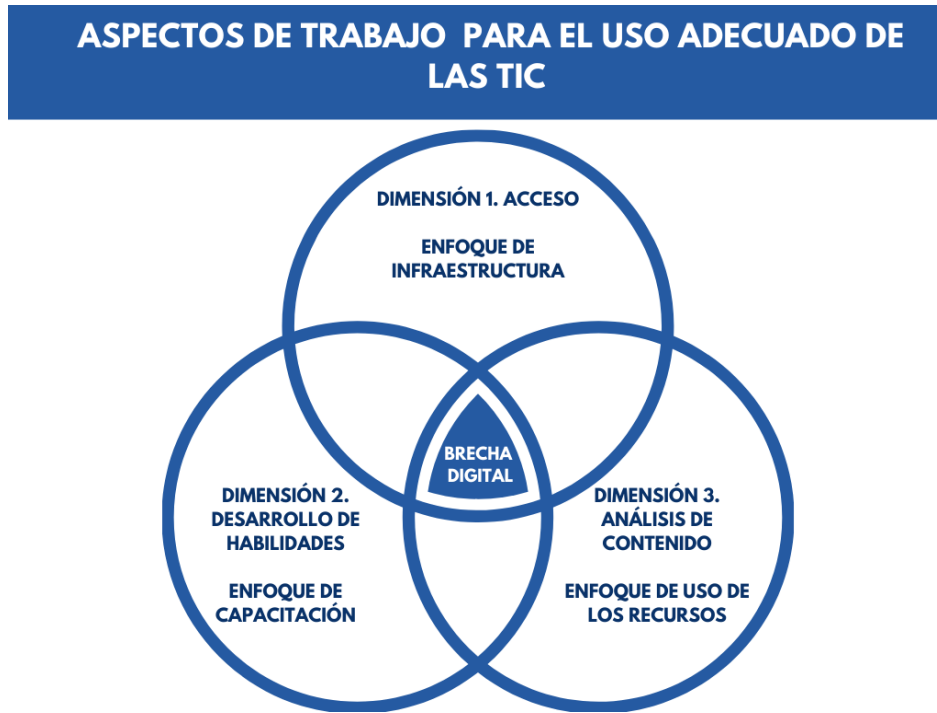 ASPECTOS DE TRABAJO PARA EL USO ADECUADO DE
LAS TIC
DIMENSIÓN 1. ACCESO
ENFOQUE DE
INFRAESTRUCTURA
BRECHA
DIGITAL
DIMENSIÓN 2.
DESARROLLO DE
HABILIDADES
ENFOQUE DE
CAPACITACIÓN
DIMENSIÓN 3.
ANÁLISIS DE
CONTENIDO
ENFOQUE DE USO DE
LOS RECURSOS